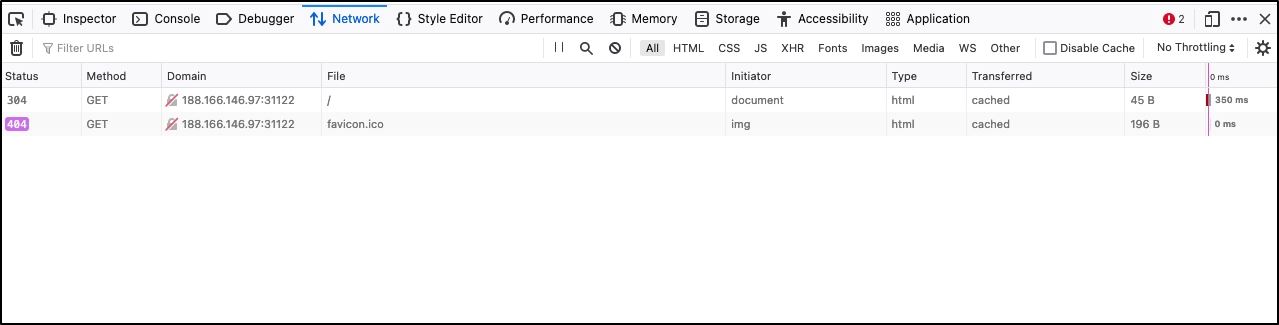 Inspector Console Debugger Network Style Editor Performance Memory Storage Accessibility Application 2
Filter URLs All HTML CSS JS XHR Fonts Images Media WS Other Disable Cache No Throttling
Status Method Domain File Initiator Type Transferred Size 0 ms
304 GET 188.166.146.97:31122 / document html cached 45 B 350 ms
404 GET 188.166.146.97:31122 favicon.ico img html cached 196 B 0 ms